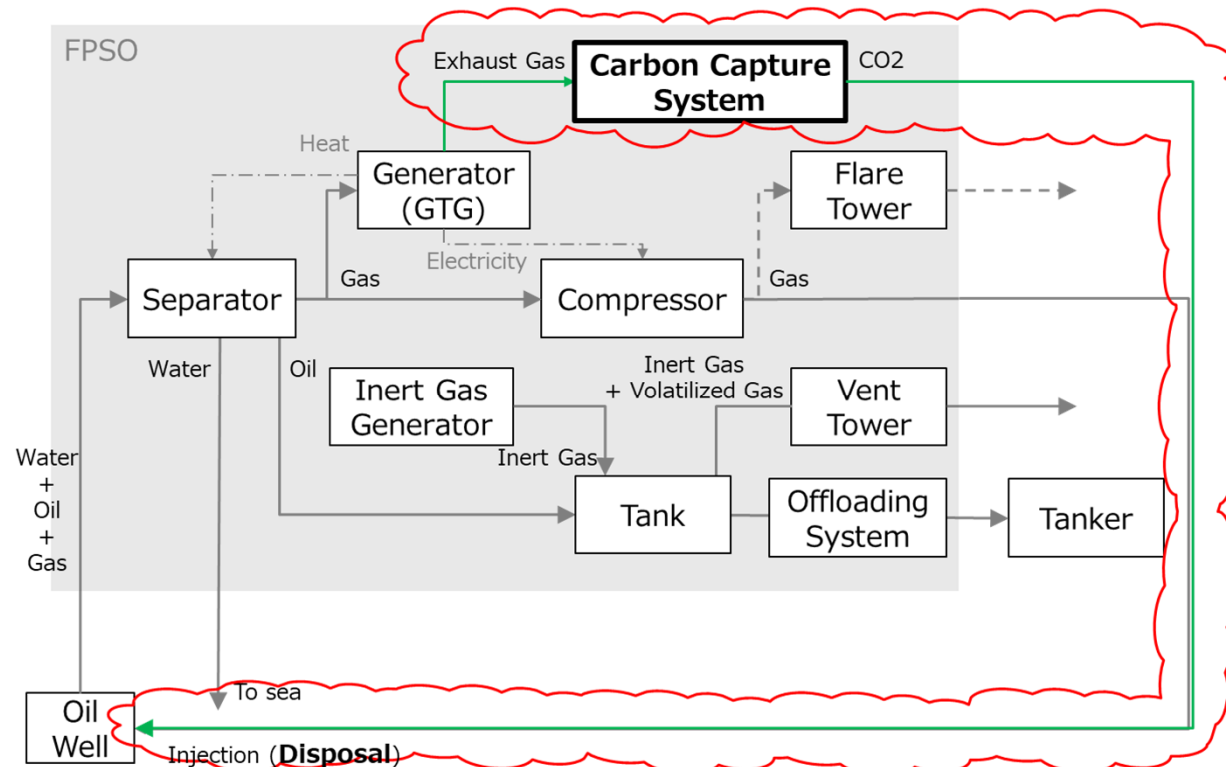 FPSO
Exhaust Gas
Carbon Capture
System
CO2
Heat
Generator
(GTG)
Flare
Tower
Electricity
Separator
Gas
Compressor
Gas
Water
Oil
Inert Gas
Generator
Inert Gas
+ Volatilized Gas
Vent
Tower
Inert Gas
Water
+
Oil
+
Gas
Tank
Offloading
System
Tanker
To sea
Oil
Well
Injection (Disposal)